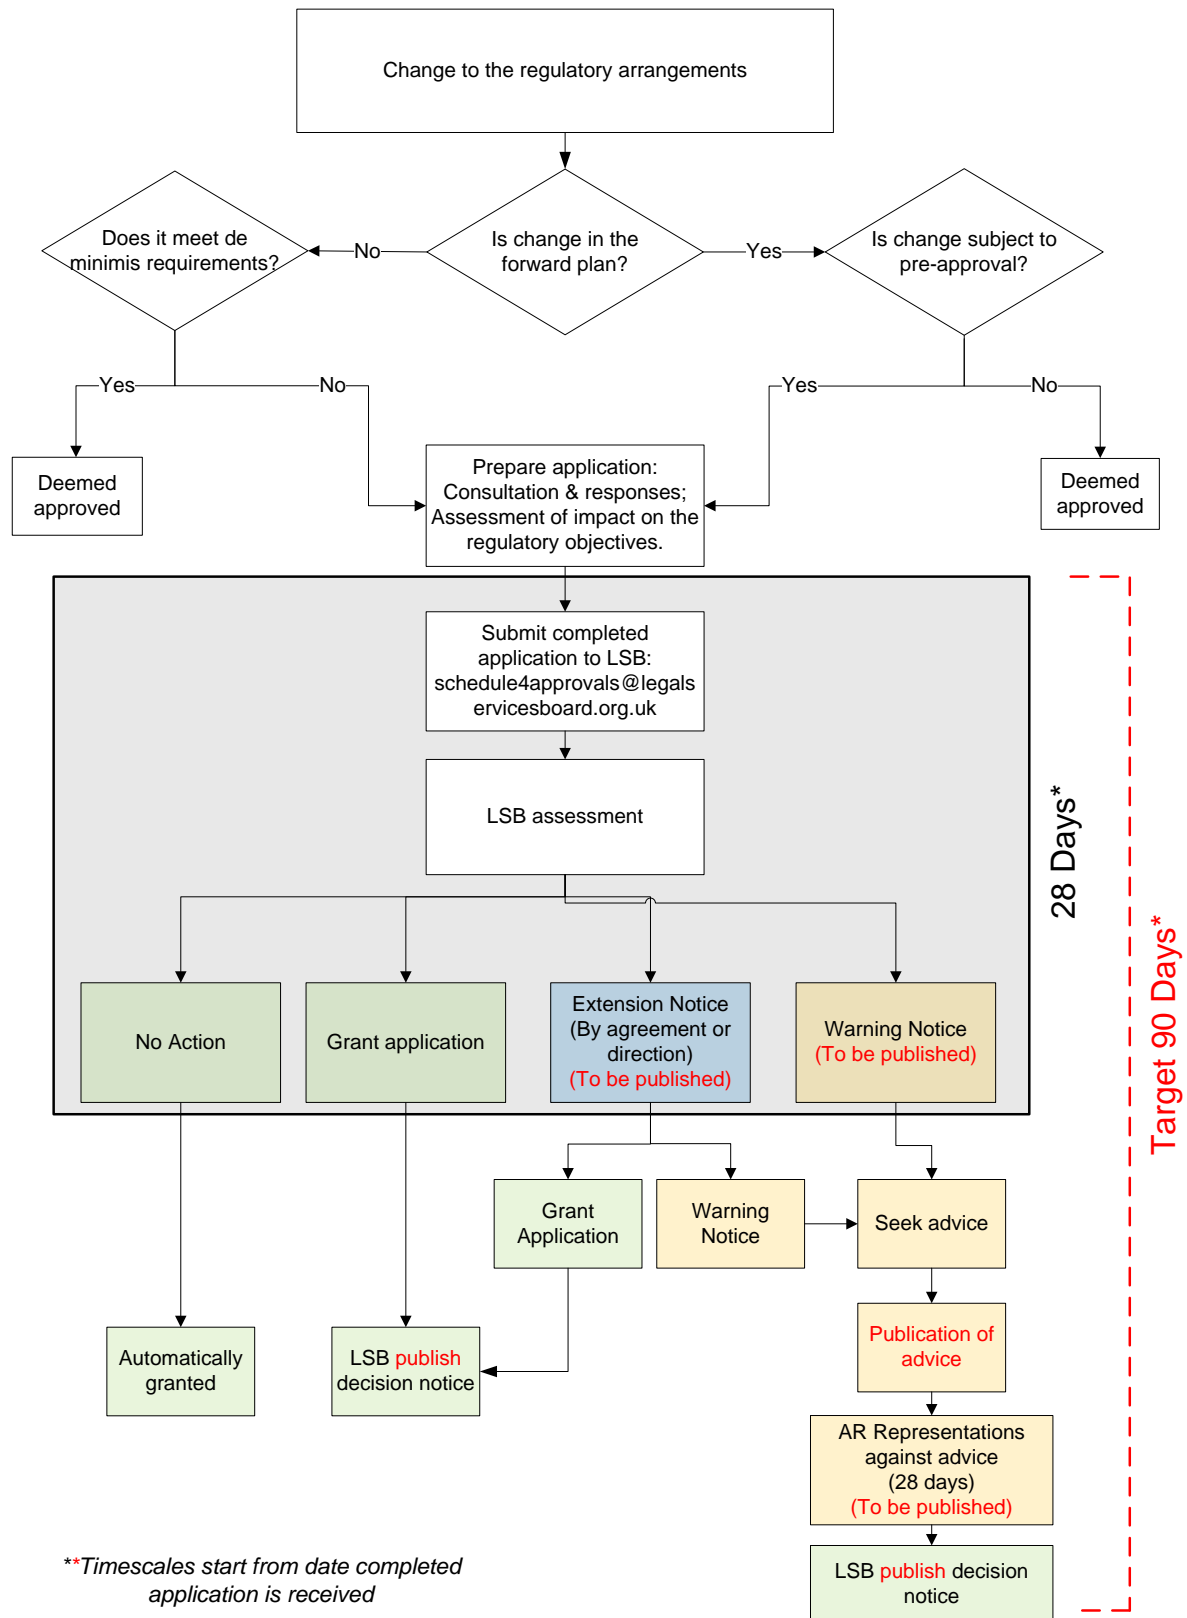 Change to the regulatory arrangements
Does it meet de
minimis requirements?
No
Is change in the
forward plan?
Yes
Is change subject to
pre-approval?
Yes
No
Yes
No
Deemed
approved
Prepare application:
Consultation & responses;
Assessment of impact on the
regulatory objectives.
Deemed
approved
Submit completed
application to LSB:
schedule4approvals@legals
ervicesboard.org.uk
LSB assessment
28 Days*
Target 90 Days*
No Action
Grant application
Extension Notice
(By agreement or
direction)
(To be published)
Warning Notice
(To be published)
Grant
Application
Warning
Notice
Seek advice
Automatically
granted
LSB publish
decision notice
Publication of
advice
AR Representations
against advice
(28 days)
(To be published)
LSB publish decision
notice
**Timescales start from date completed
application is received